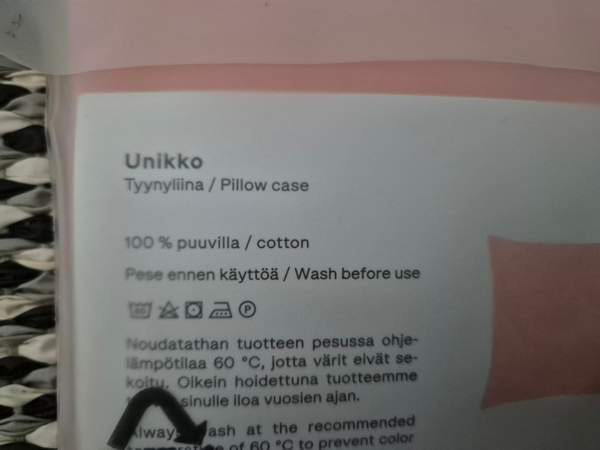 Unikko
Tyynyliina / Pillow case
100 % puuvilla / cotton
Pese ennen käyttöä / Wash before use
60 P
Noudatathan tuotteen pesussa ohje-
lämpötilaa 60 °C, jotta värit eivät se-
koitu. Oikein hoidettuna tuotteemme
sinulle iloa vuosien ajan.
at the recommended
of 60 °C to prevent color